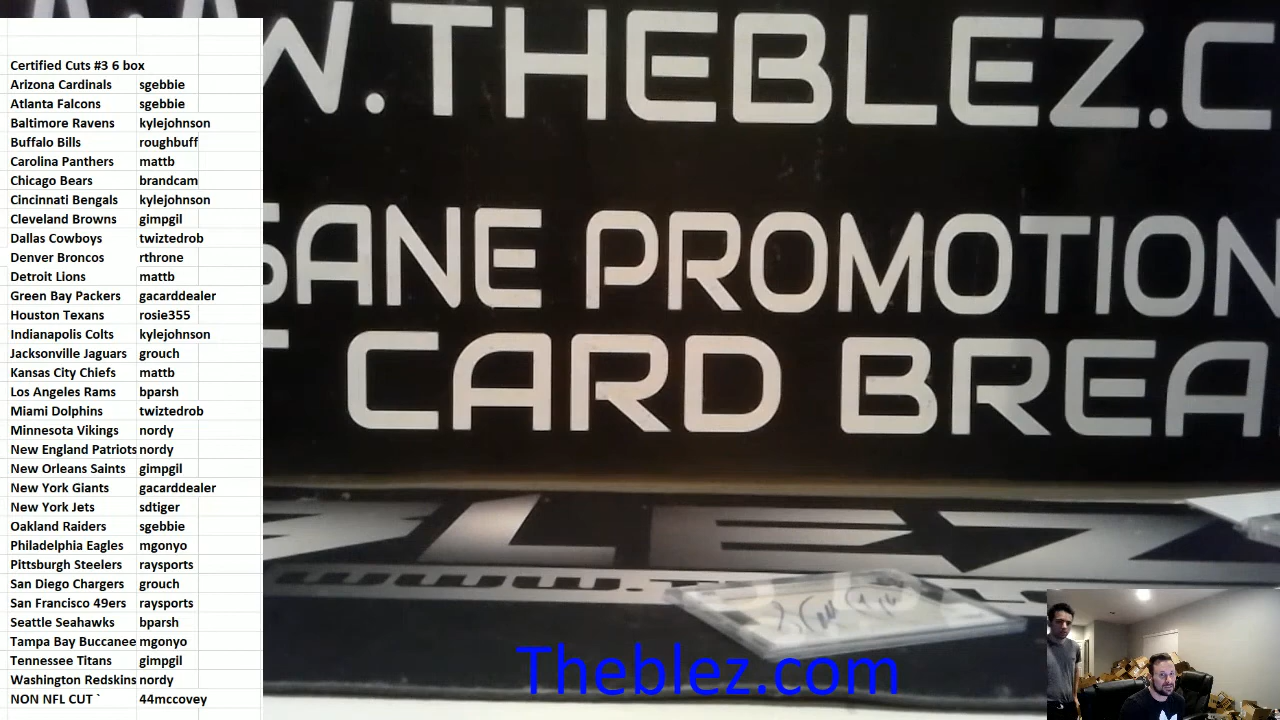 Certified Cuts #3 6 box
Arizona Cardinals sgebbie
Atlanta Falcons sgebbie
Baltimore Ravens kylejohnson
Buffalo Bills roughbuff
Carolina Panthers mattb
Chicago Bears brandcam
Cincinnati Bengals kylejohnson
Cleveland Browns gimpgil
Dallas Cowboys twiztedrob
Denver Broncos rthrone
Detroit Lions mattb
Green Bay Packers gacarddealer
Houston Texans rosie355
Indianapolis Colts kylejohnson
Jacksonville Jaguars grouch
Kansas City Chiefs mattb
Los Angeles Rams bparsh
Miami Dolphins twiztedrob
Minnesota Vikings nordy
New England Patriots nordy
New Orleans Saints gimpgil
New York Giants gacarddealer
New York Jets sdtiger
Oakland Raiders sgebbie
Philadelphia Eagles mgonyo
Pittsburgh Steelers raysports
San Diego Chargers grouch
San Francisco 49ers raysports
Seattle Seahawks bparsh
Tampa Bay Buccanee mgonyo
Tennessee Titans gimpgil
Washington Redskins nordy
NON NFL CUT ` 44mccovey
W.THEBLEZ.C
SANE PROMOTION
T CARD BREA
BLEZ
www.T
Theblez.com